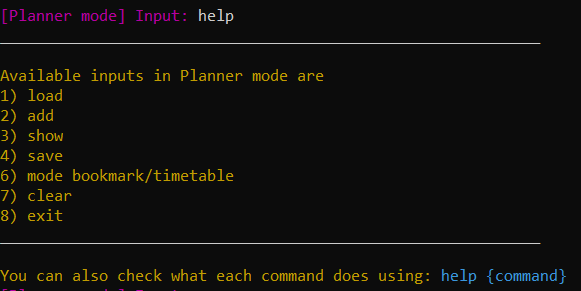 [Planner mode] Input: help
Available inputs in Planner mode are
1) load
2) add
3) show
4) save
6) mode bookmark/timetable
7) clear
8) exit
You can also check what each command does using: help {command}